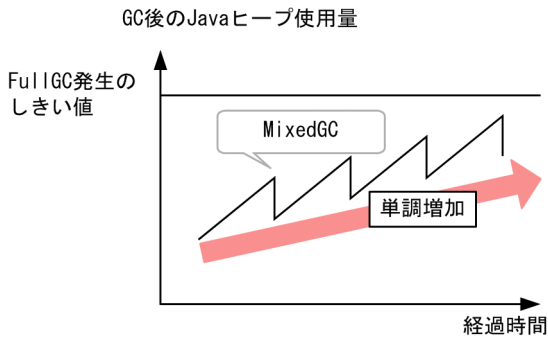 GC後のJavaヒープ使用量
FullGC発生の
しきい値
MixedGC
単調増加
経過時間